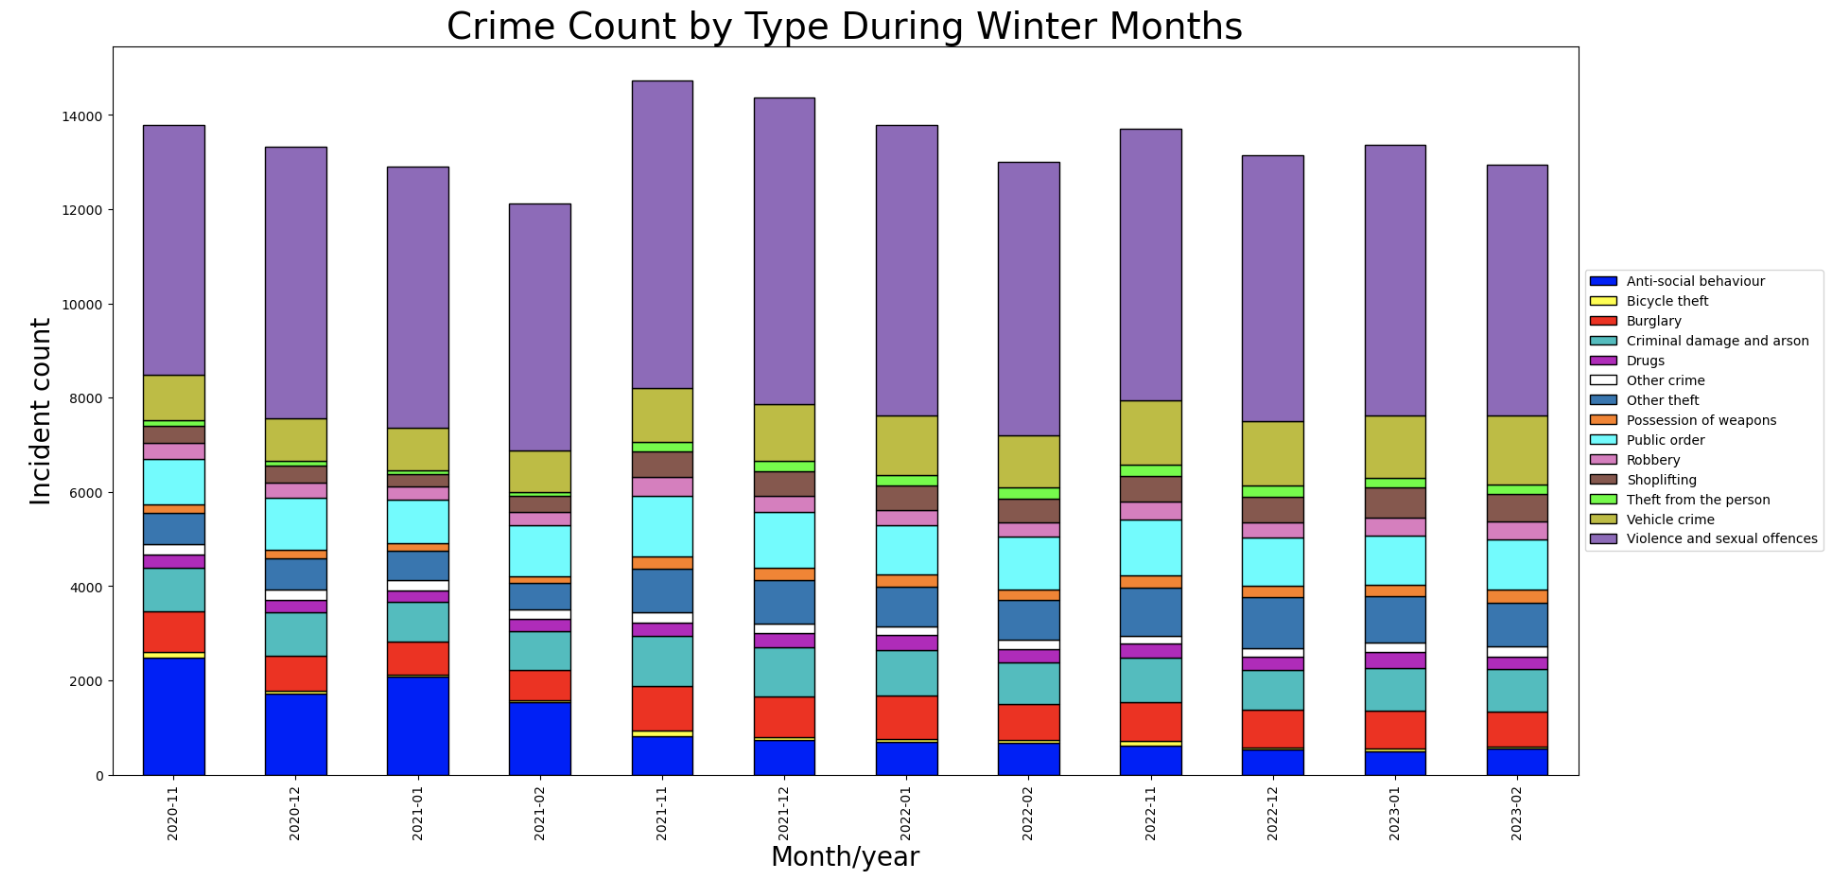 Crime Count by Type During Winter Months
Incident count
14000
12000
10000
8000
6000
4000
2000
0
2020-11
2020-12
2021-01
2021-02
2021-11
2021-12
2022-01
2022-02
2022-11
2022-12
2023-01
2023-02
Month/year
Anti-social behaviour
Bicycle theft
Burglary
Criminal damage and arson
Drugs
Other crime
Other theft
Possession of weapons
Public order
Robbery
Shoplifting
Theft from the person
Vehicle crime
Violence and sexual offences